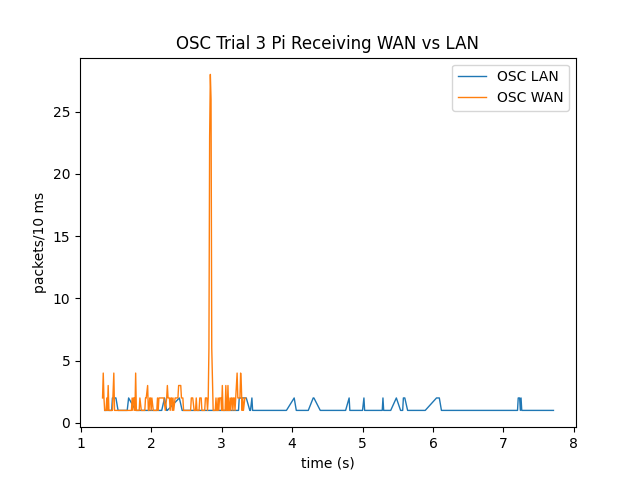 OSC Trial 3 Pi Receiving WAN vs LAN
OSC LAN
OSC WAN
packets/10 ms
25
20
15
10
5
0
1 2 3 4 5 6 7 8
time (s)